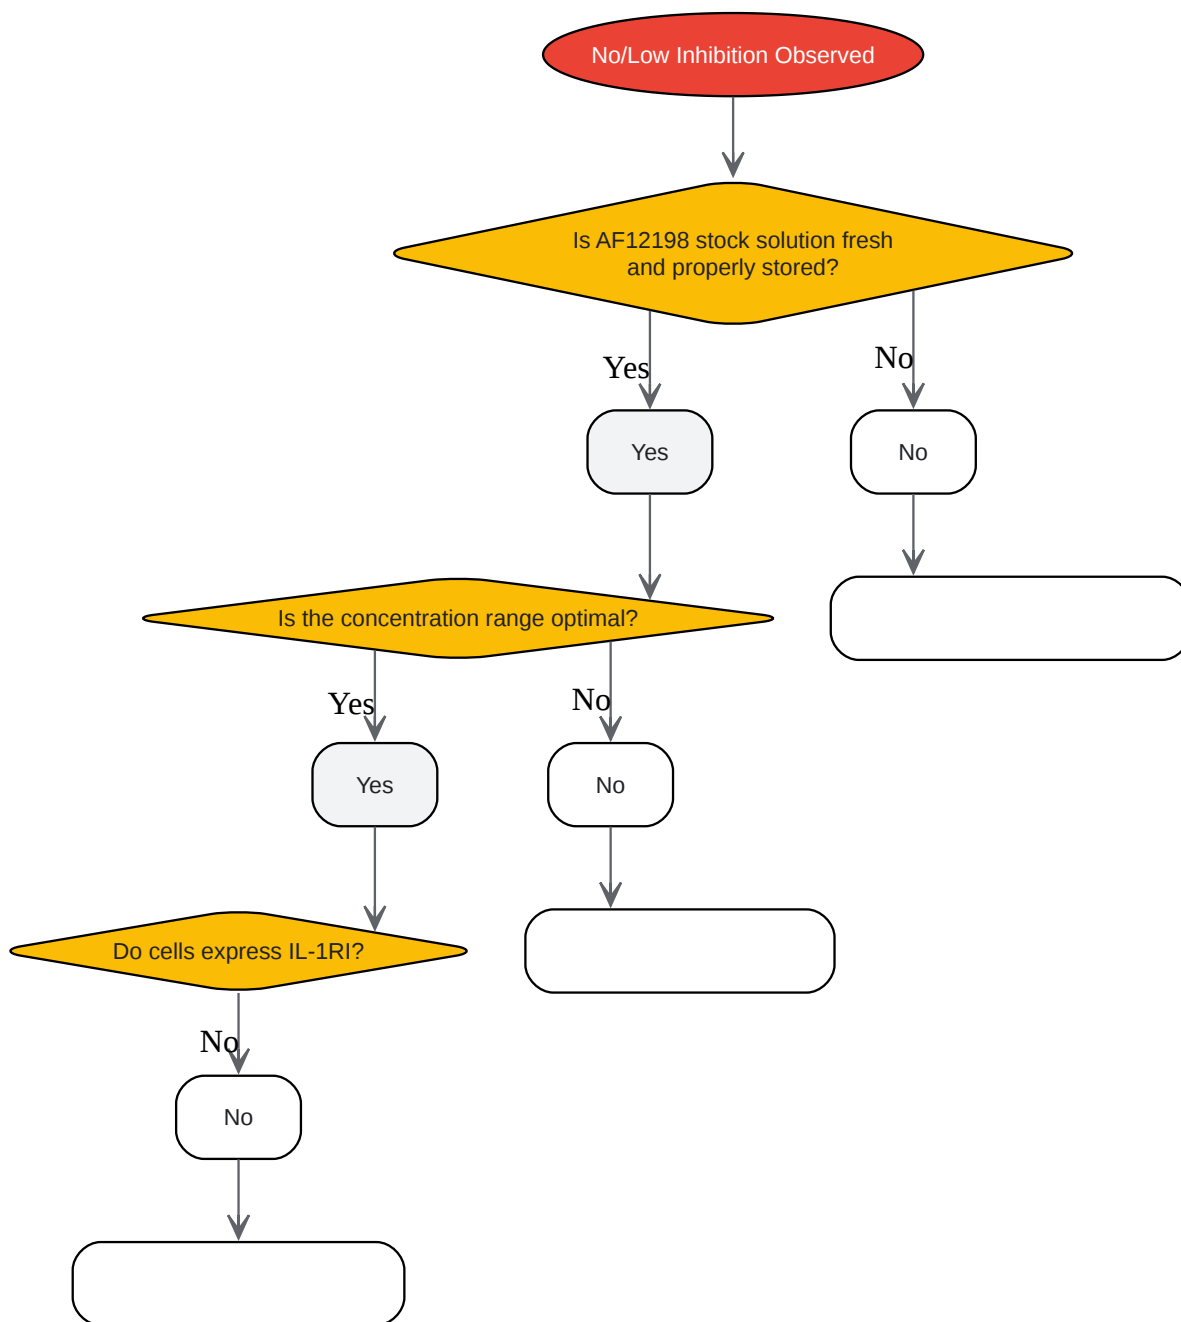 No/Low Inhibition Observed
Is AF12198 stock solution fresh
and properly stored?
Yes
No
Yes
No
Is the concentration range optimal?
Yes
No
Yes
No
Do cells express IL-1RI?
No
No